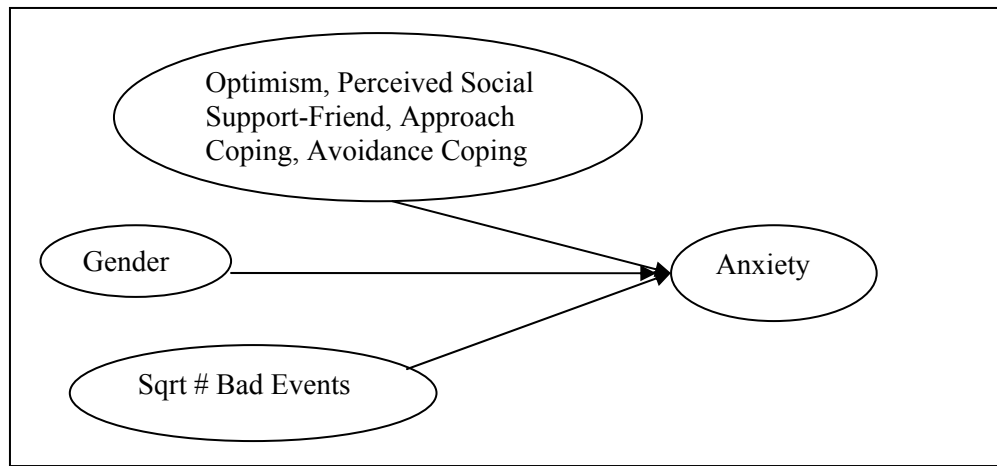 Optimism, Perceived Social
Support-Friend, Approach
Coping, Avoidance Coping
Gender
Anxiety
Sqrt # Bad Events